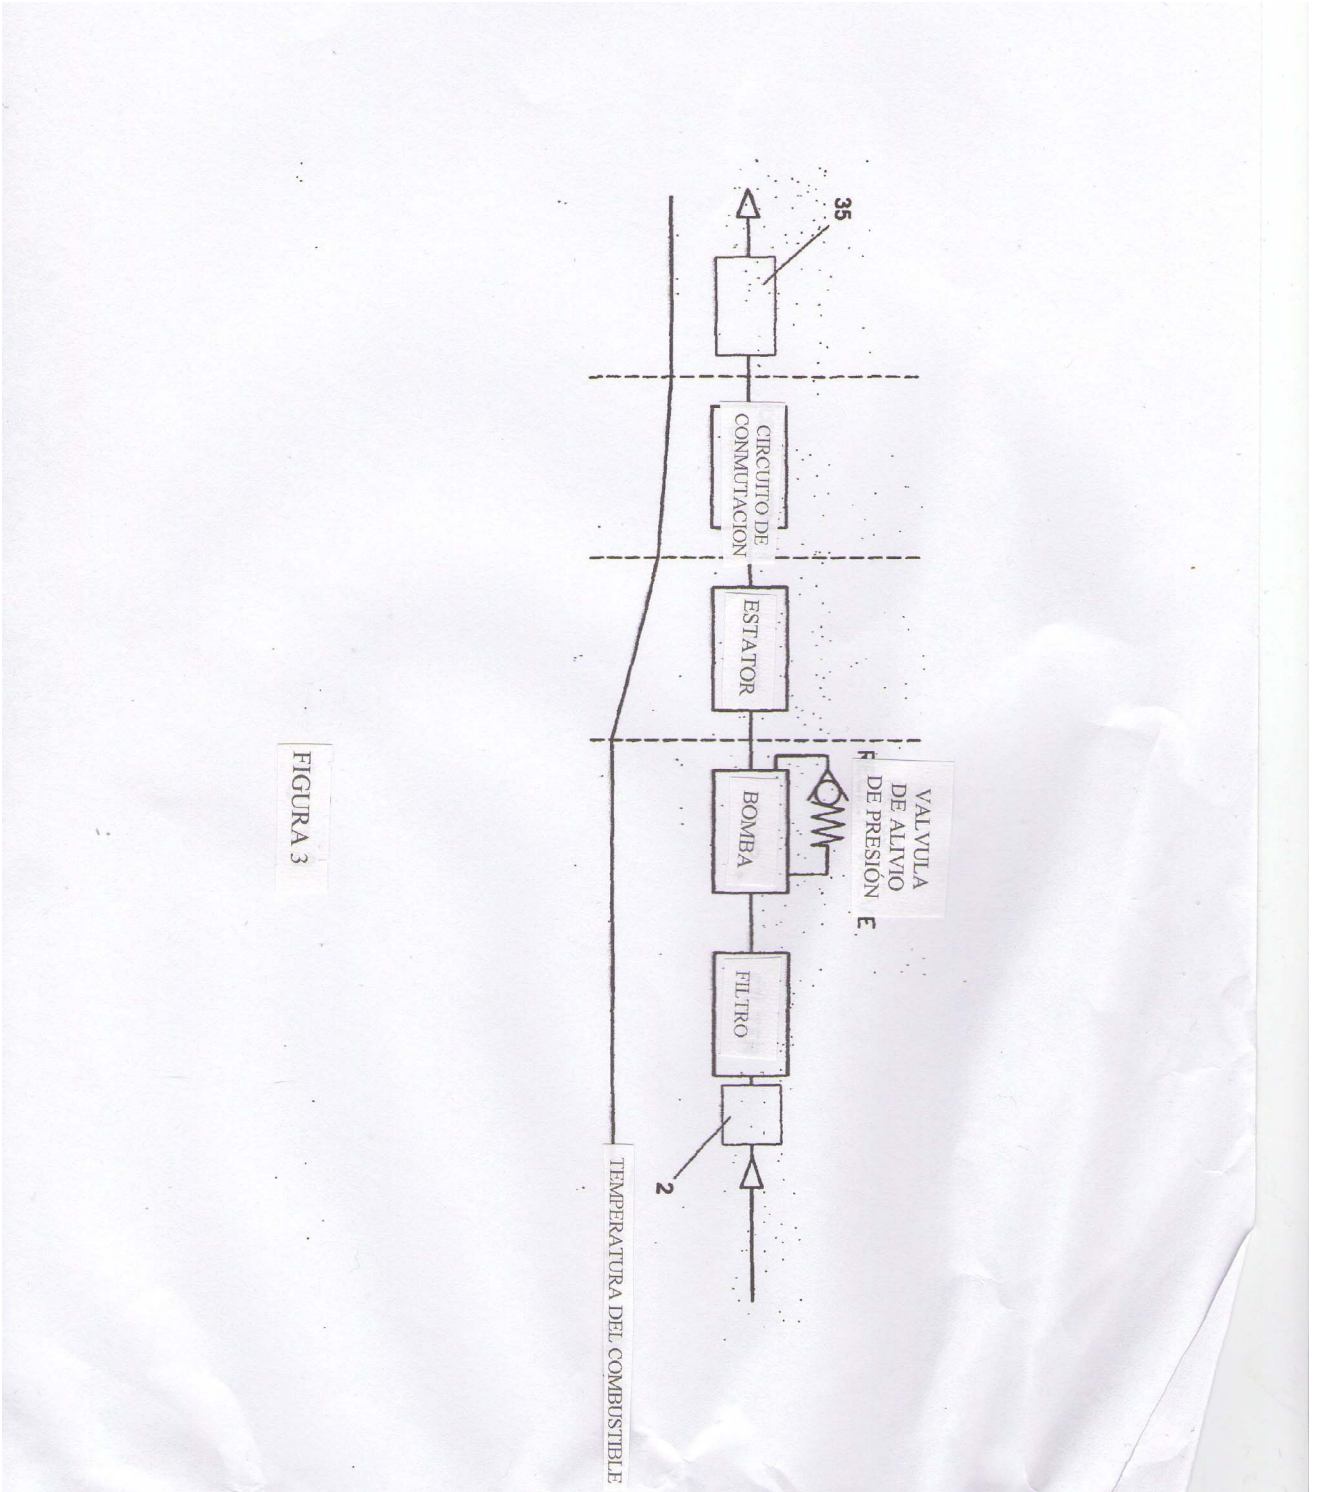 35
VALVULA
DE ALIVIO
DE PRESIÓN E
CIRCUITO DE
CONMUTACION
ESTATOR
BOMBA
FILTRO
2
TEMPERATURA DEL COMBUSTIBLE
FIGURA 3